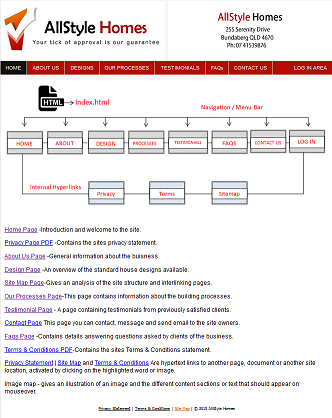 AllStyle Homes
Your tick of approval is our guarantee
AllStyle Homes
255 Serenity Drive
Bundaberg QLD 4670
Ph: 07 41539876
HOME
ABOUT US
DESIGNS
OUR PROCESSES
TESTIMONIALS
FAQs
CONTACT US
LOG IN AREA
HTML
Index.html
Navigation / Menu Bar
HOME
ABOUT
DESIGN
PROCESSES
TESTIMONIALS
FAQS
CONTACT US
LOG IN
Internal Hyperlinks
Privacy
Terms
Sitemap
Home Page -Introduction and welcome to the site.
Privacy Page PDF -Contains the sites privacy statement.
About Us Page -General information about the buisness.
Design Page -An overview of the standard house designs available.
Site Map Page-Gives an analysis of the site structure and interlinking pages.
Our Processes Page-This page contains information about the building processes.
Testimonial Page - A page containing testimonials from previously satisfied clients.
Contact Page This page you can contact, message and send email to the site owners.
Faqs Page -Contains details answering questions asked by clients of the business.
Terms & Conditions PDF-Contains the sites Terms & Conditions statement.
Privacy Statement | Site Map and Terms & Conditions Are hypertext links to another page, document or another site
location, activated by clicking on the highlighted word or image.
Image map - gives an illustration of an image and the different content sections or text that should appear on
mouseover.
Privacy Statement | Terms & Conditions | Site Map | © 2015 AllStyle Homes